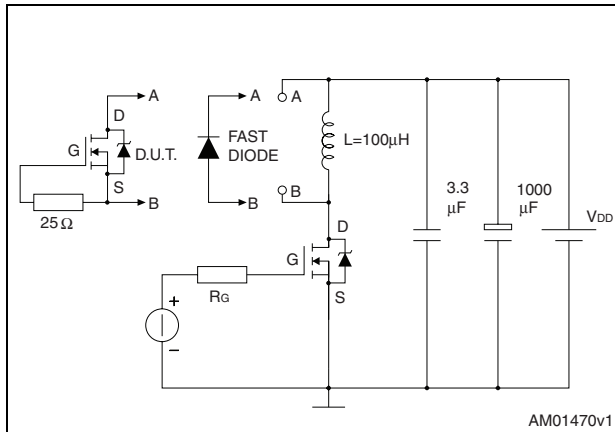 A
A
A
D
FAST
DIODE
L=100µH
G
D.U.T.
S
B
B
B
25Ω
3.3
µF
1000
µF
VDD
D
G
S
RG
+
−
AM01470v1